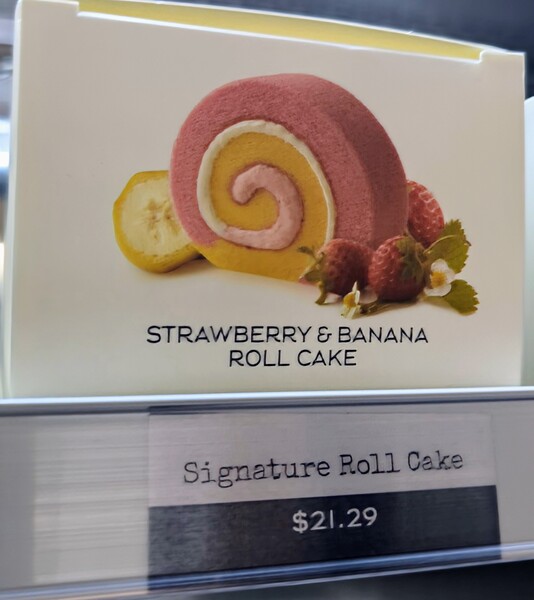 STRAWBERRY & BANANA
ROLL CAKE
Signature Roll Cake
$21.29